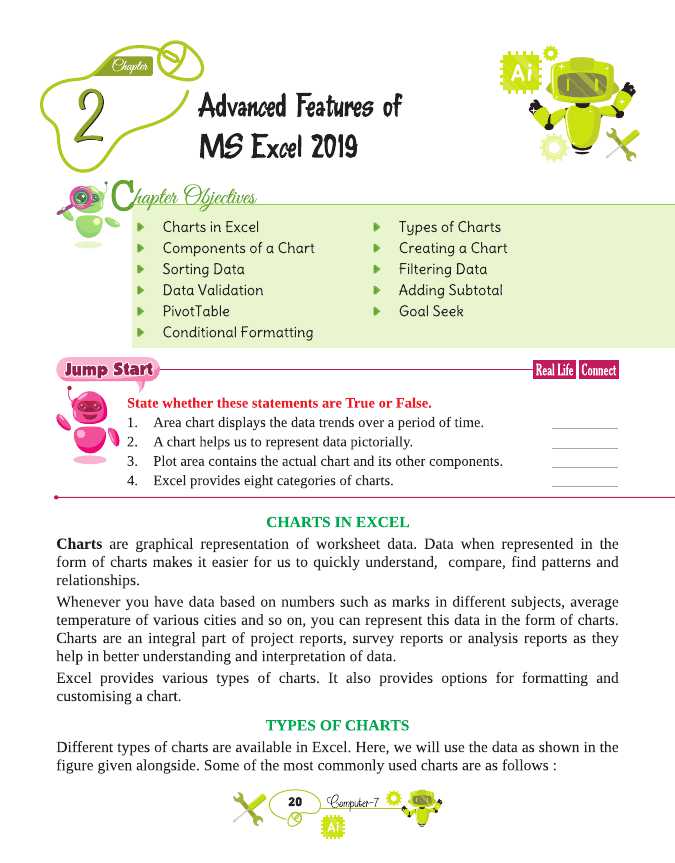 Chapter
2
Advanced Features of
MS Excel 2019
Ai
Chapter Objectives
Charts in Excel
Components of a Chart
Sorting Data
Data Validation
PivotTable
Conditional Formatting
Types of Charts
Creating a Chart
Filtering Data
Adding Subtotal
Goal Seek
Jump Start
Real Life Connect
State whether these statements are True or False.
1. Area chart displays the data trends over a period of time.
2. A chart helps us to represent data pictorially.
3. Plot area contains the actual chart and its other components.
4. Excel provides eight categories of charts.
CHARTS IN EXCEL
Charts are graphical representation of worksheet data. Data when represented in the
form of charts makes it easier for us to quickly understand, compare, find patterns and
relationships.
Whenever you have data based on numbers such as marks in different subjects, average
temperature of various cities and so on, you can represent this data in the form of charts.
Charts are an integral part of project reports, survey reports or analysis reports as they
help in better understanding and interpretation of data.
Excel provides various types of charts. It also provides options for formatting and
customising a chart.
TYPES OF CHARTS
Different types of charts are available in Excel. Here, we will use the data as shown in the
figure given alongside. Some of the most commonly used charts are as follows :
20
Computer-7
Ai